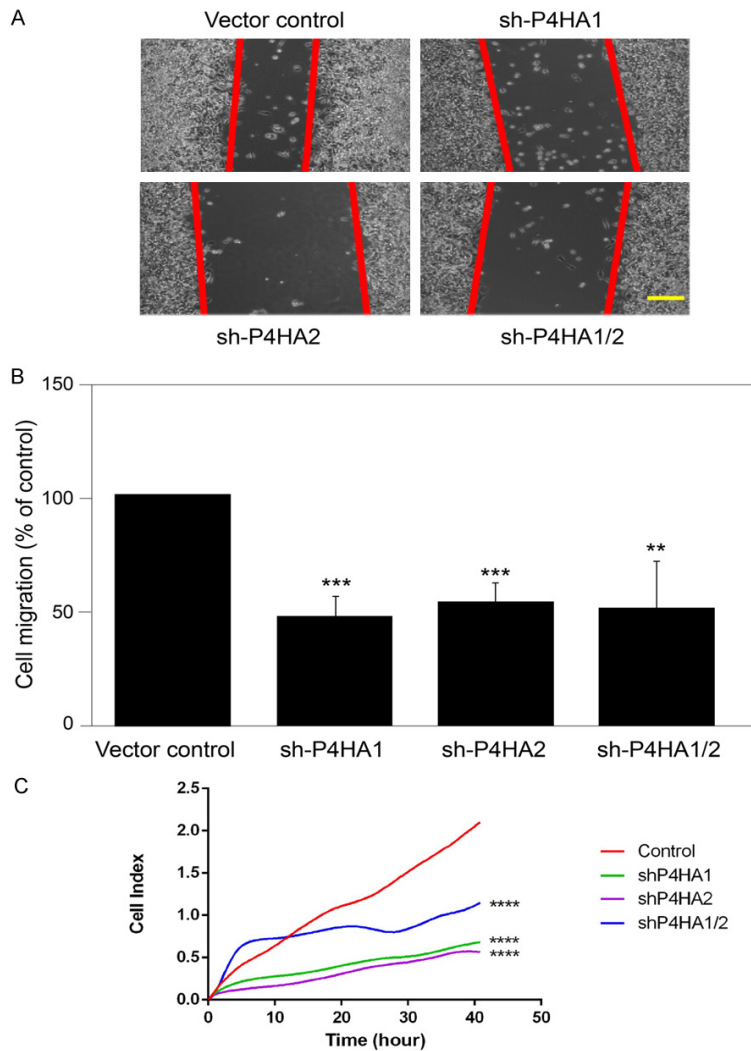 A
Vector control
sh-P4HA1
sh-P4HA2
sh-P4HA1/2
B
Cell migration (% of control)
150
100
50
0
***
***
**
Vector control
sh-P4HA1
sh-P4HA2
sh-P4HA1/2
C
Cell Index
2.5
2.0
1.5
1.0
0.5
0.0
0
10
20
30
40
50
Time (hour)
****
****
****
Control
shP4HA1
shP4HA2
shP4HA1/2